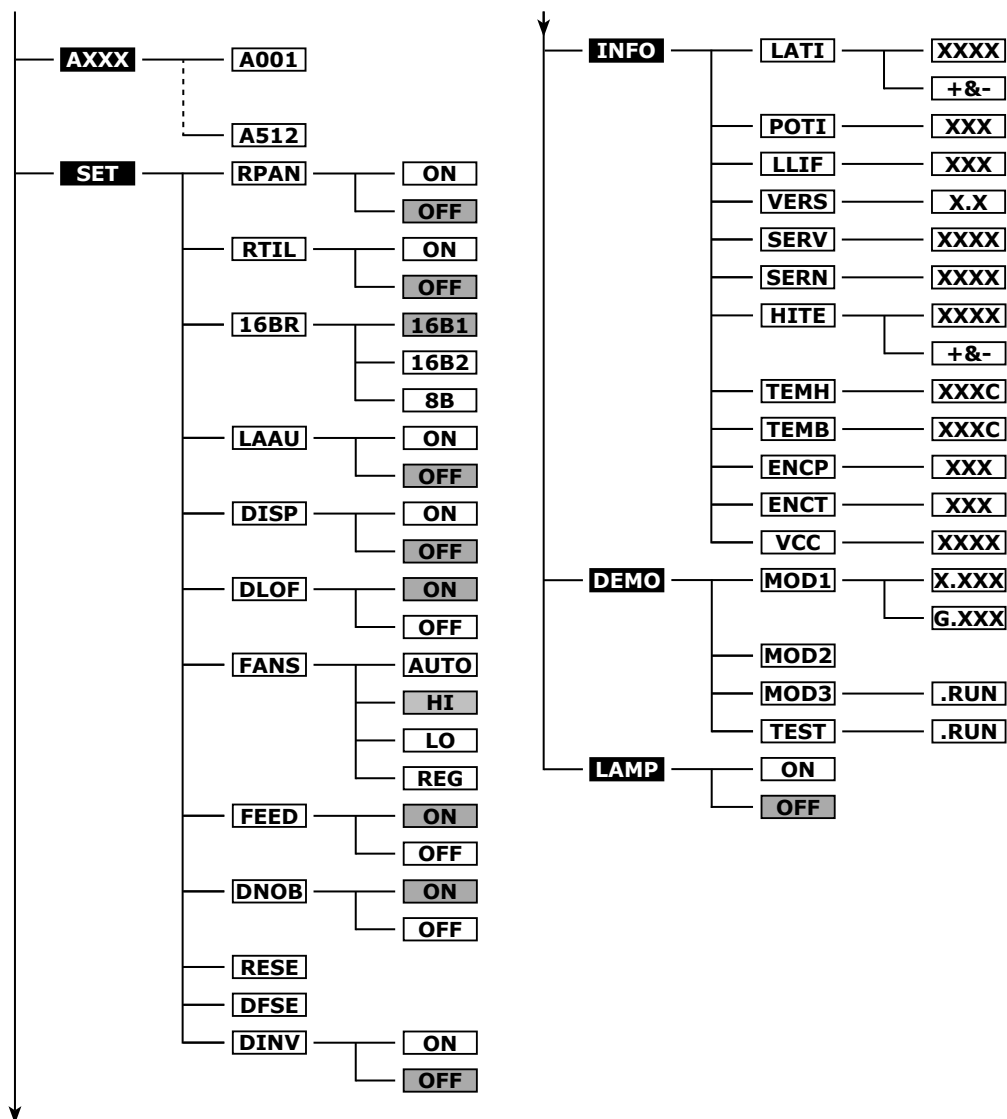 AXXX A001
A512
SET RPAN ON
OFF
RTIL ON
OFF
16BR 16B1
16B2
8B
LAAU ON
OFF
DISP ON
OFF
DLOF ON
OFF
FANS AUTO
HI
LO
REG
FEED ON
OFF
DNOB ON
OFF
RESE
DFSE
DINV ON
OFF
INFO LATI XXXX
+&-
POTI XXX
LLIF XXX
VERS X.X
SERV XXXX
SERN XXXX
HITE XXXX
+&-
TEMH XXXC
TEMB XXXC
ENCP XXX
ENCT XXX
VCC XXXX
DEMO MOD1 X.XXX
G.XXX
MOD2
MOD3 .RUN
TEST .RUN
LAMP ON
OFF